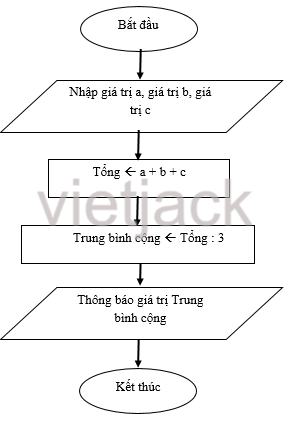 Bắt đầu
Nhập giá trị a, giá trị b, giá
trị c
Tổng ← a + b + c
vietjack
Trung bình cộng ← Tổng : 3
Thông báo giá trị Trung
bình cộng
Kết thúc